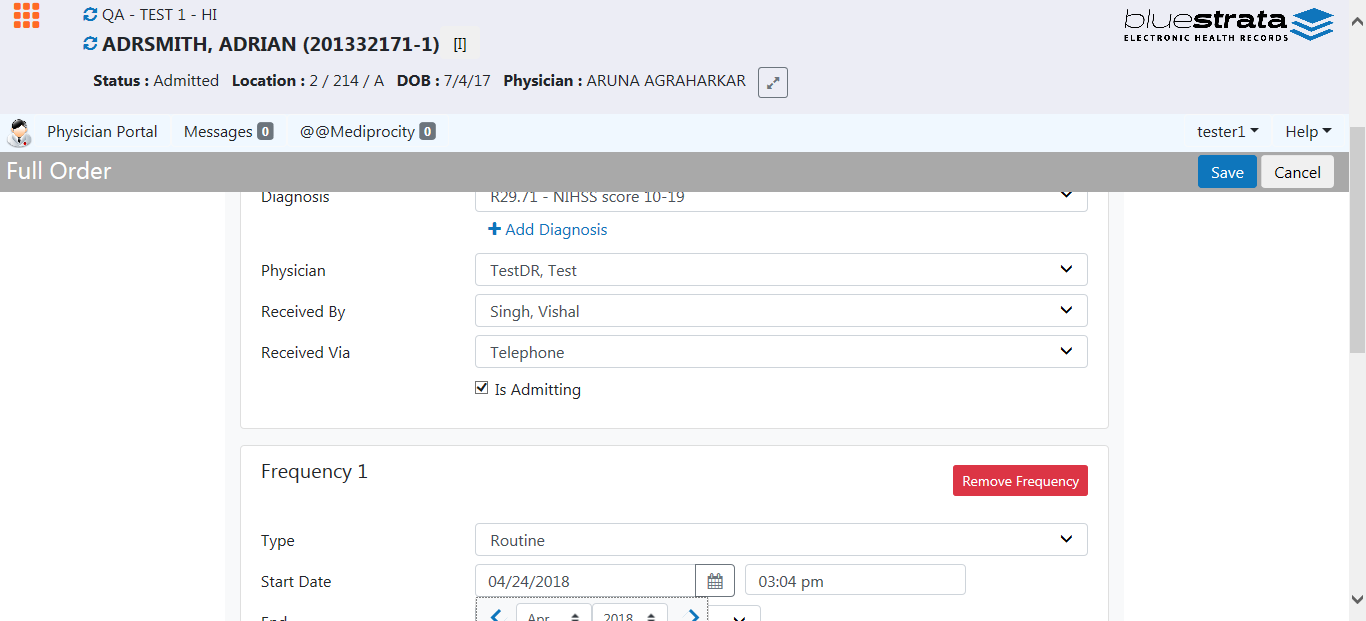 QA - TEST 1 - HI
bluestrata
ELECTRONIC HEALTH RECORDS
ADRSMITH, ADRIAN (201332171-1) [I]
Status : Admitted Location : 2 / 214 / A DOB : 7/4/17 Physician : ARUNA AGRAHARKAR
Physician Portal Messages 0 @@Mediprocity 0 tester1 Help
Full Order Save Cancel
Diagnosis R29.71 - NIHSS score 10-19
+ Add Diagnosis
Physician TestDR, Test
Received By Singh, Vishal
Received Via Telephone
Is Admitting
Frequency 1
Remove Frequency
Type Routine
Start Date 04/24/2018 03:04 pm
End Apr 2018